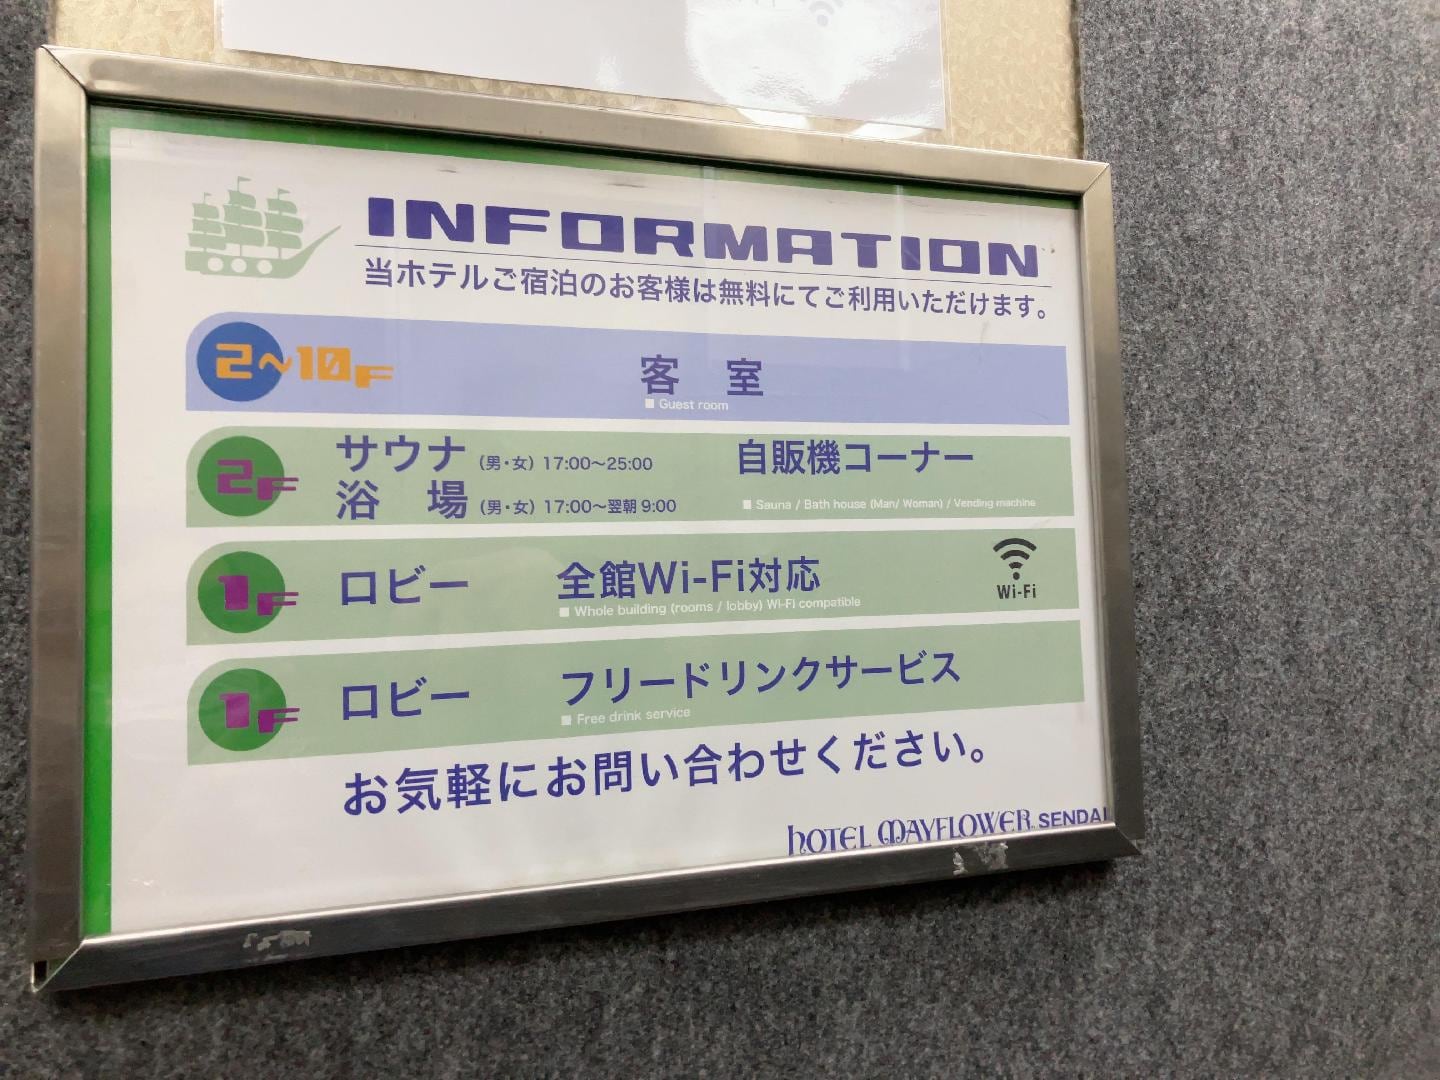 INFORMATION
当ホテルご宿泊のお客様は無料にてご利用いただけます。
2~10F 客 室
■ Guest room
2F サウナ (男・女) 17:00〜25:00 自販機コーナー
浴 場 (男・女) 17:00〜翌朝 9:00
■ Sauna / Bath house (Man/ Woman) / Vending machine
1F ロビー 全館Wi-Fi対応
■ Whole building (rooms / lobby) Wi-Fi compatible
Wi-Fi
1F ロビー フリードリンクサービス
■ Free drink service
お気軽にお問い合わせください。
HOTEL MAYFLOWER SENDAI